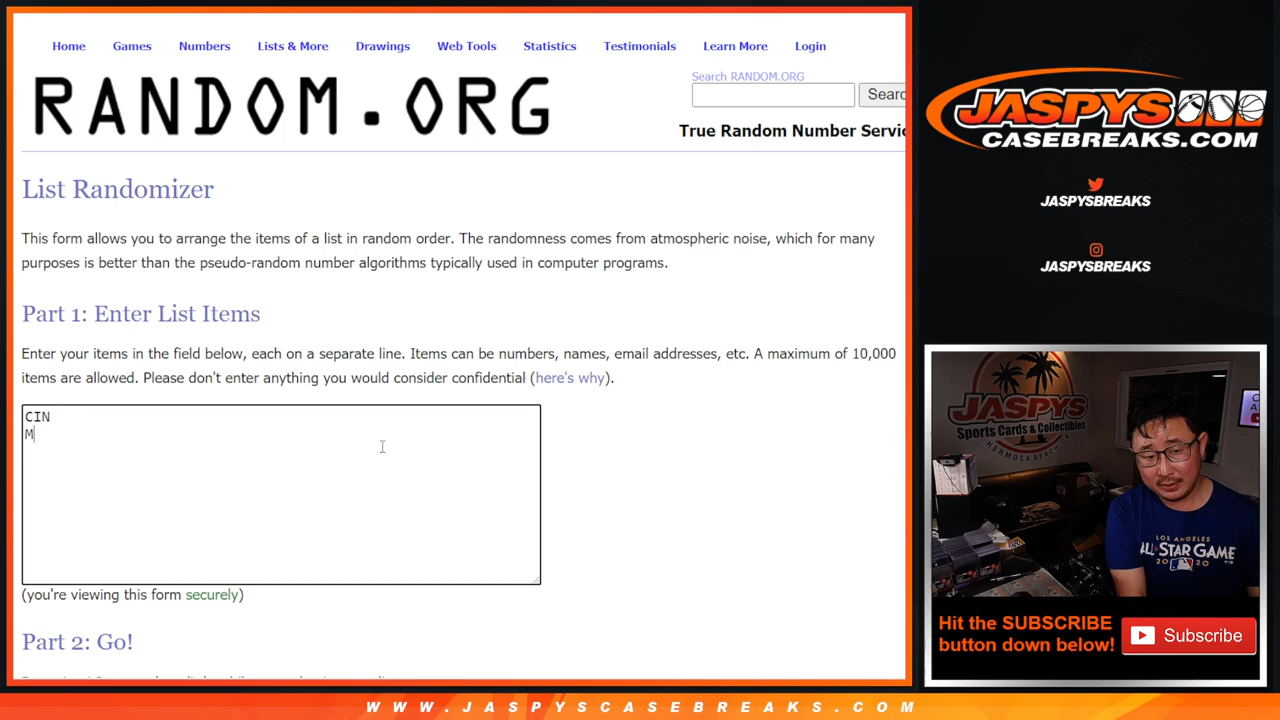 Home Games Numbers Lists & More Drawings Web Tools Statistics Testimonials Learn More Login
RANDOM.ORG
Search RANDOM.ORG
Searc
True Random Number Servic
List Randomizer
This form allows you to arrange the items of a list in random order. The randomness comes from atmospheric noise, which for many
purposes is better than the pseudo-random number algorithms typically used in computer programs.
Part 1: Enter List Items
Enter your items in the field below, each on a separate line. Items can be numbers, names, email addresses, etc. A maximum of 10,000
items are allowed. Please don't enter anything you would consider confidential (here's why).
CIN
M
(you're viewing this form securely)
Part 2: Go!
JASPYS
CASEBREAKS.COM
JASPYSBREAKS
JASPYSBREAKS
JASPYS
Sports Cards & Collectibles
HERMOSA BEACH, CA
LOS ANGELES
ALL STAR GAME
2020
Hit the SUBSCRIBE
button down below!
Subscribe
WWW.JASPYSCASEBREAKS.COM